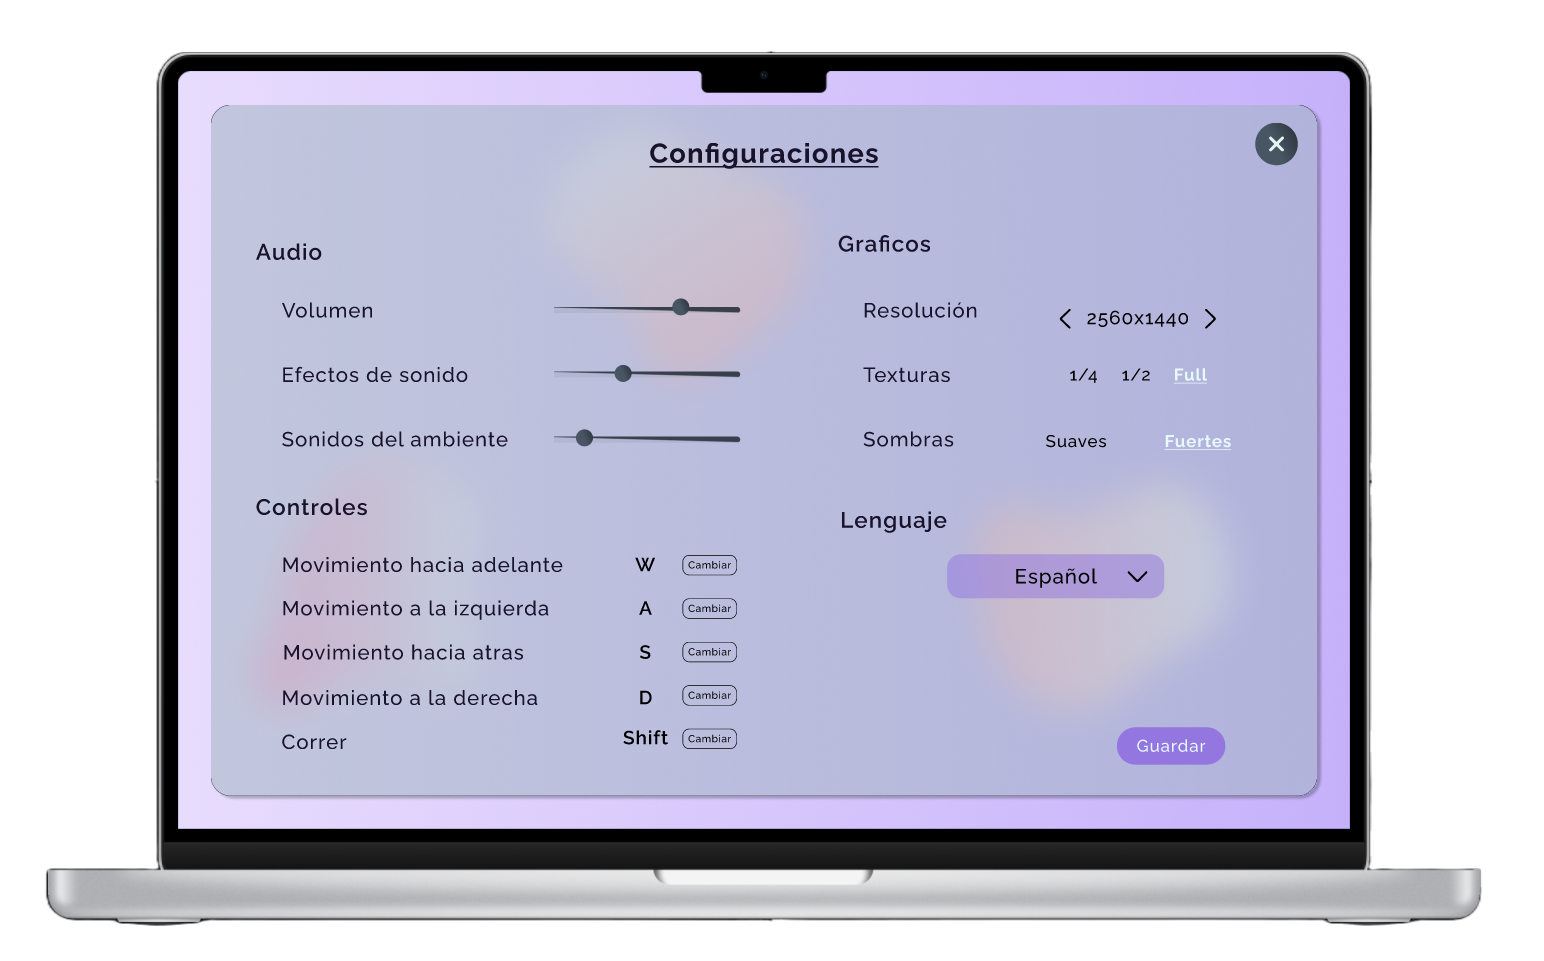 Configuraciones
Audio
Volumen
Efectos de sonido
Sonidos del ambiente
Controles
Movimiento hacia adelante W Cambiar
Movimiento a la izquierda A Cambiar
Movimiento hacia atras S Cambiar
Movimiento a la derecha D Cambiar
Correr Shift Cambiar
Graficos
Resolución 2560x1440
Texturas 1/4 1/2 Full
Sombras Suaves Fuertes
Lenguaje
Español
Guardar